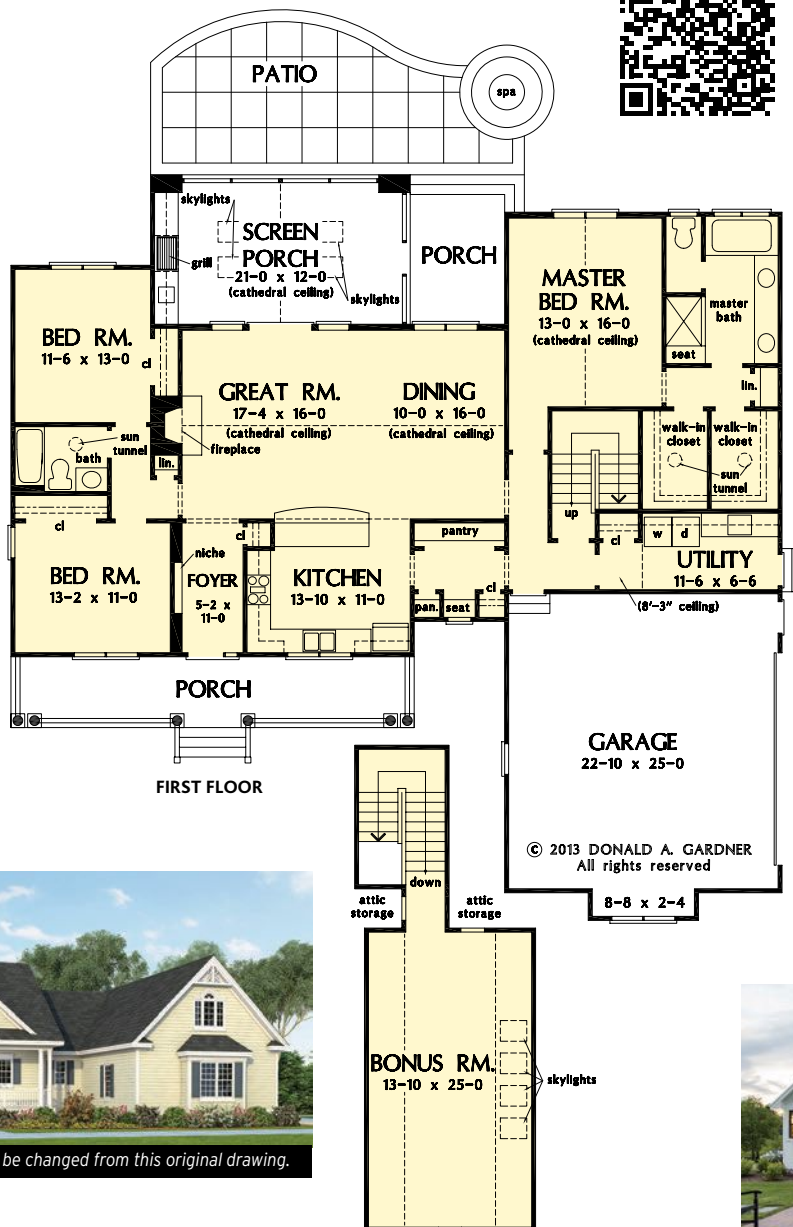 PATIO
spa
skylights
SCREEN
PORCH
21-0 x 12-0
(cathedral ceiling)
grill
skylights
PORCH
MASTER
BED RM.
13-0 x 16-0
(cathedral ceiling)
master
bath
seat
lin.
BED RM.
11-6 x 13-0
cl
GREAT RM.
17-4 x 16-0
(cathedral ceiling)
fireplace
DINING
10-0 x 16-0
(cathedral ceiling)
sun
tunnel
bath
lin.
walk-in
closet
walk-in
closet
sun
tunnel
up
cl
BED RM.
13-2 x 11-0
niche
FOYER
5-2 x
11-0
cl
KITCHEN
13-10 x 11-0
pantry
pan.
seat
cl
cl
w
d
UTILITY
11-6 x 6-6
(8'-3" ceiling)
PORCH
FIRST FLOOR
GARAGE
22-10 x 25-0
© 2013 DONALD A. GARDNER
All rights reserved
8-8 x 2-4
down
attic
storage
attic
storage
BONUS RM.
13-10 x 25-0
skylights
be changed from this original drawing.